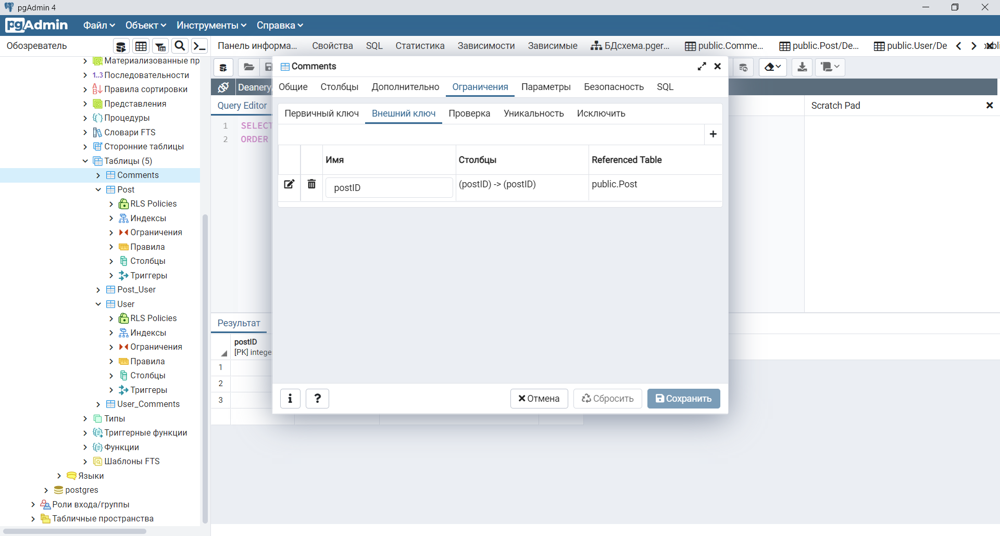 pgAdmin 4
pgAdmin Файл Объект Инструменты Справка
Обозреватель
Материализованные пр
1..3 Последовательности
Правила сортировки
Представления
Процедуры
Словари FTS
Сторонние таблицы
Таблицы (5)
Comments
Post
RLS Policies
Индексы
Ограничения
Правила
Столбцы
Триггеры
Post_User
User
RLS Policies
Индексы
Ограничения
Правила
Столбцы
Триггеры
User_Comments
Типы
Триггерные функции
Функции
Шаблоны FTS
Языки
postgres
Роли входа/группы
Табличные пространства
Панель информа... Свойства SQL Статистика Зависимости Зависимые БДсхема.pger... public.Comme... public.Post/De... public.User/De
Deanery
Query Editor
Scratch Pad
1 SELECT
2 ORDER
Результат
postID
[PK] intege
1
2
3
Comments
Общие Столбцы Дополнительно Ограничения Параметры Безопасность SQL
Первичный ключ Внешний ключ Проверка Уникальность Исключить
Имя Столбцы Referenced Table
postID (postID) -> (postID) public.Post
Отмена Сбросить Сохранить